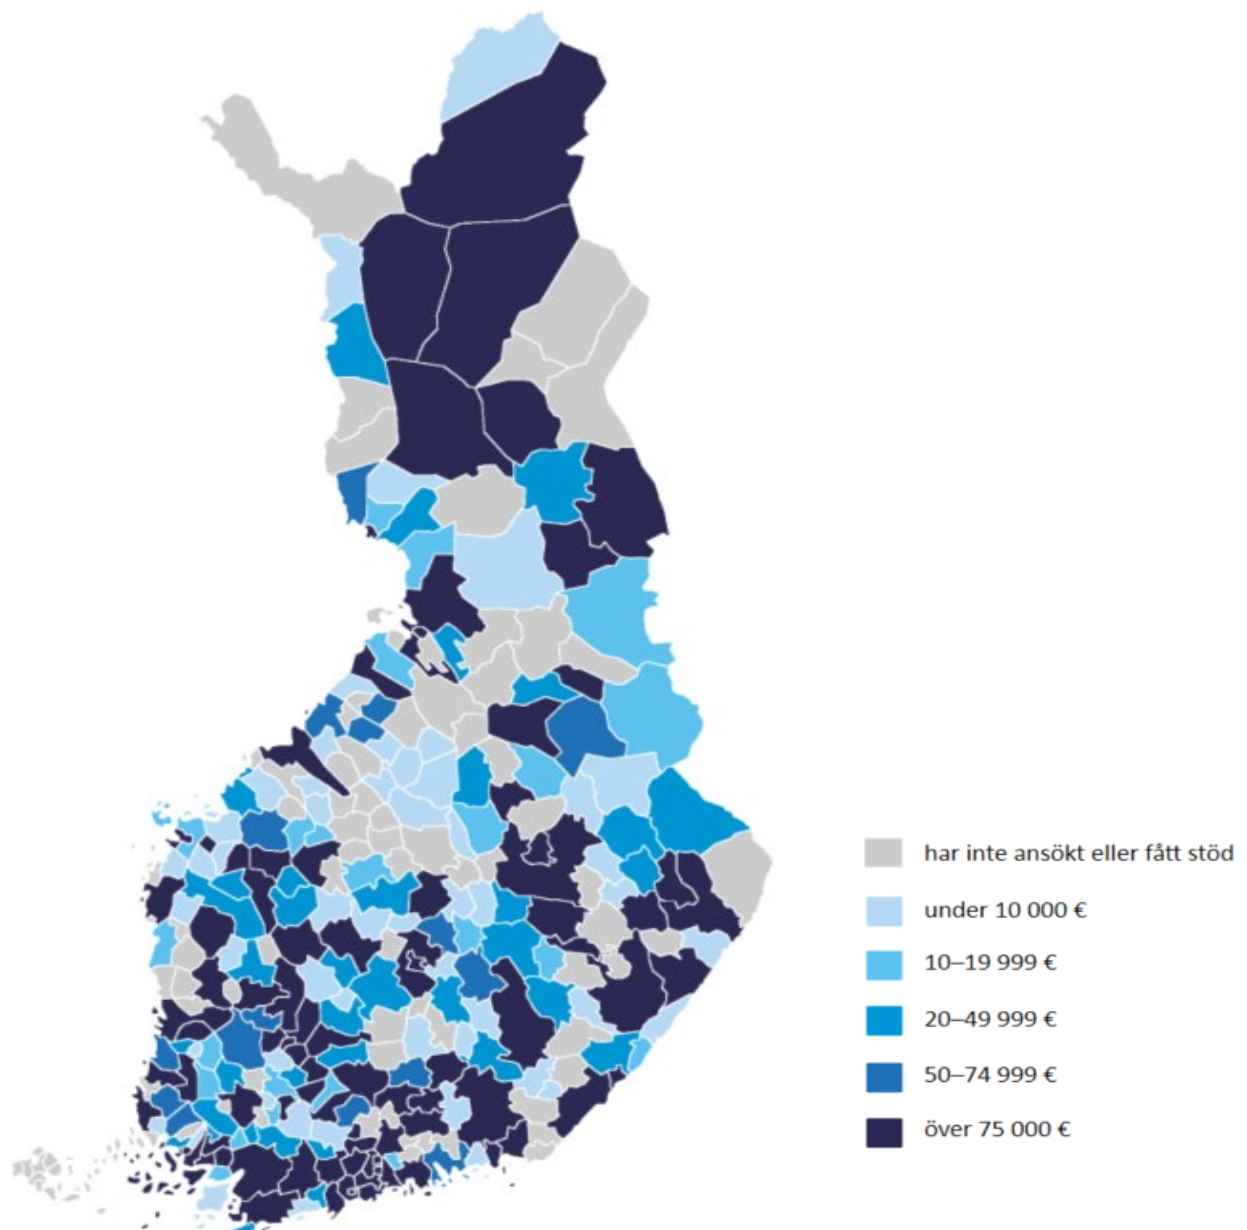 har inte ansökt eller fått stöd
under 10 000 €
10–19 999 €
20–49 999 €
50–74 999 €
över 75 000 €